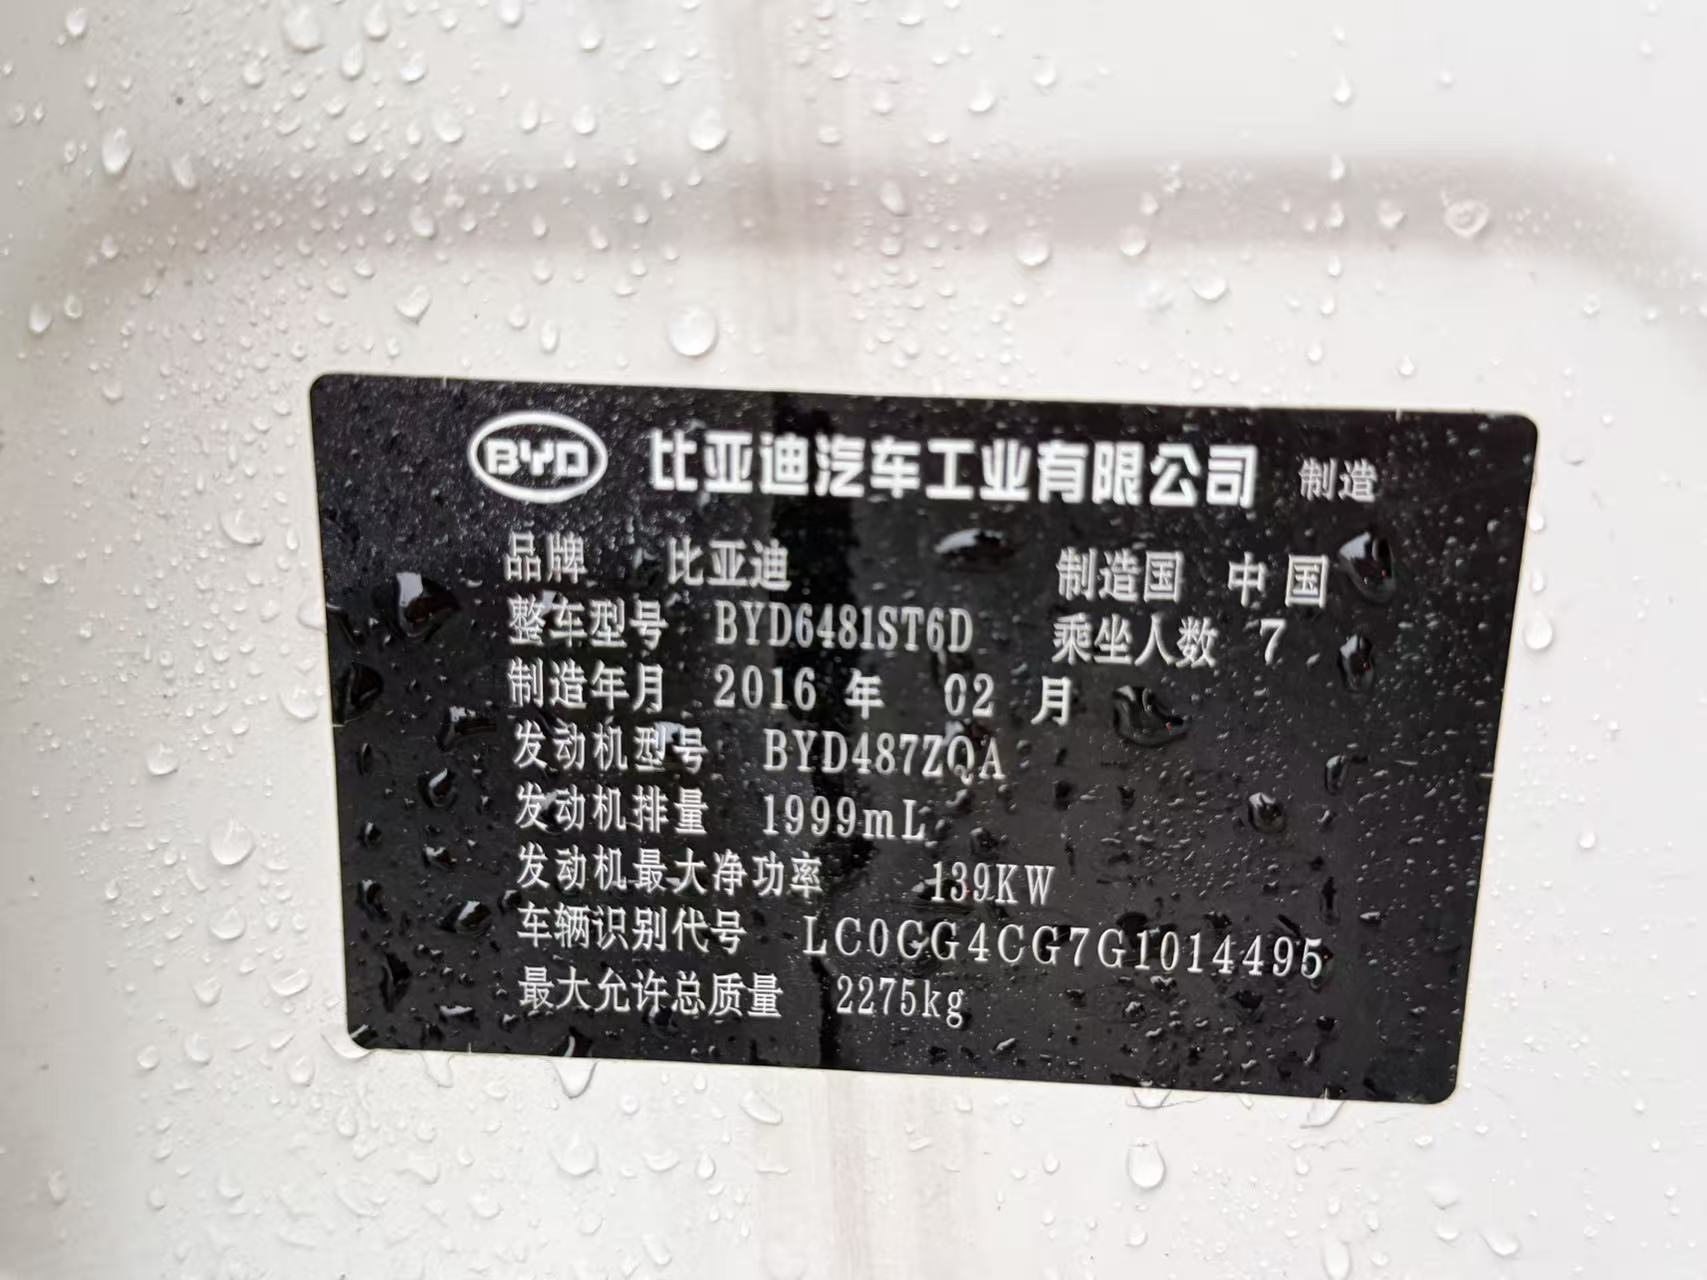 BYD 比亚迪汽车工业有限公司 制造
品牌 比亚迪 制造国 中国
整车型号 BYD6481ST6D 乘坐人数 7
制造年月 2016 年 02 月
发动机型号 BYD487ZQA
发动机排量 1999mL
发动机最大净功率 139KW
车辆识别代号 LC0CG4CG7G1014495
最大允许总质量 2275kg